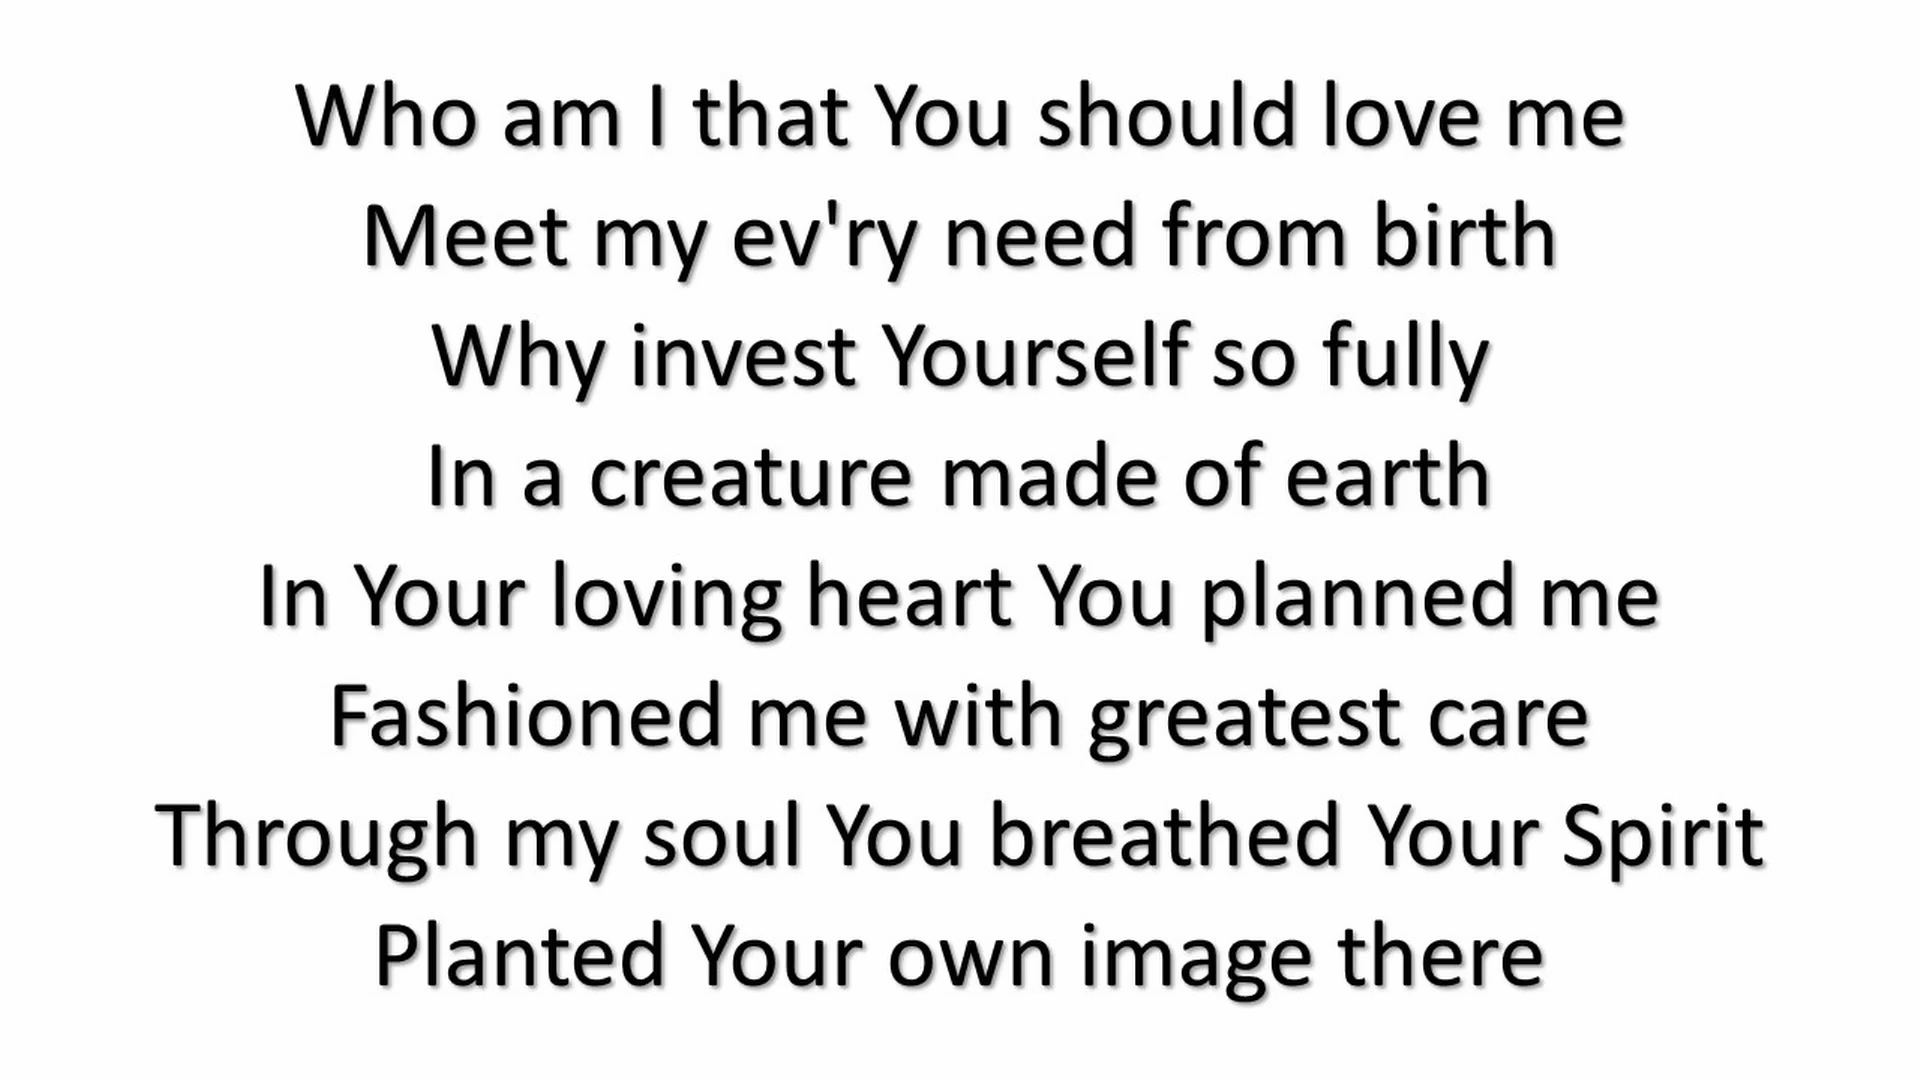 Who am I that You should love me
Meet my ev'ry need from birth
Why invest Yourself so fully
In a creature made of earth
In Your loving heart You planned me
Fashioned me with greatest care
Through my soul You breathed Your Spirit
Planted Your own image there